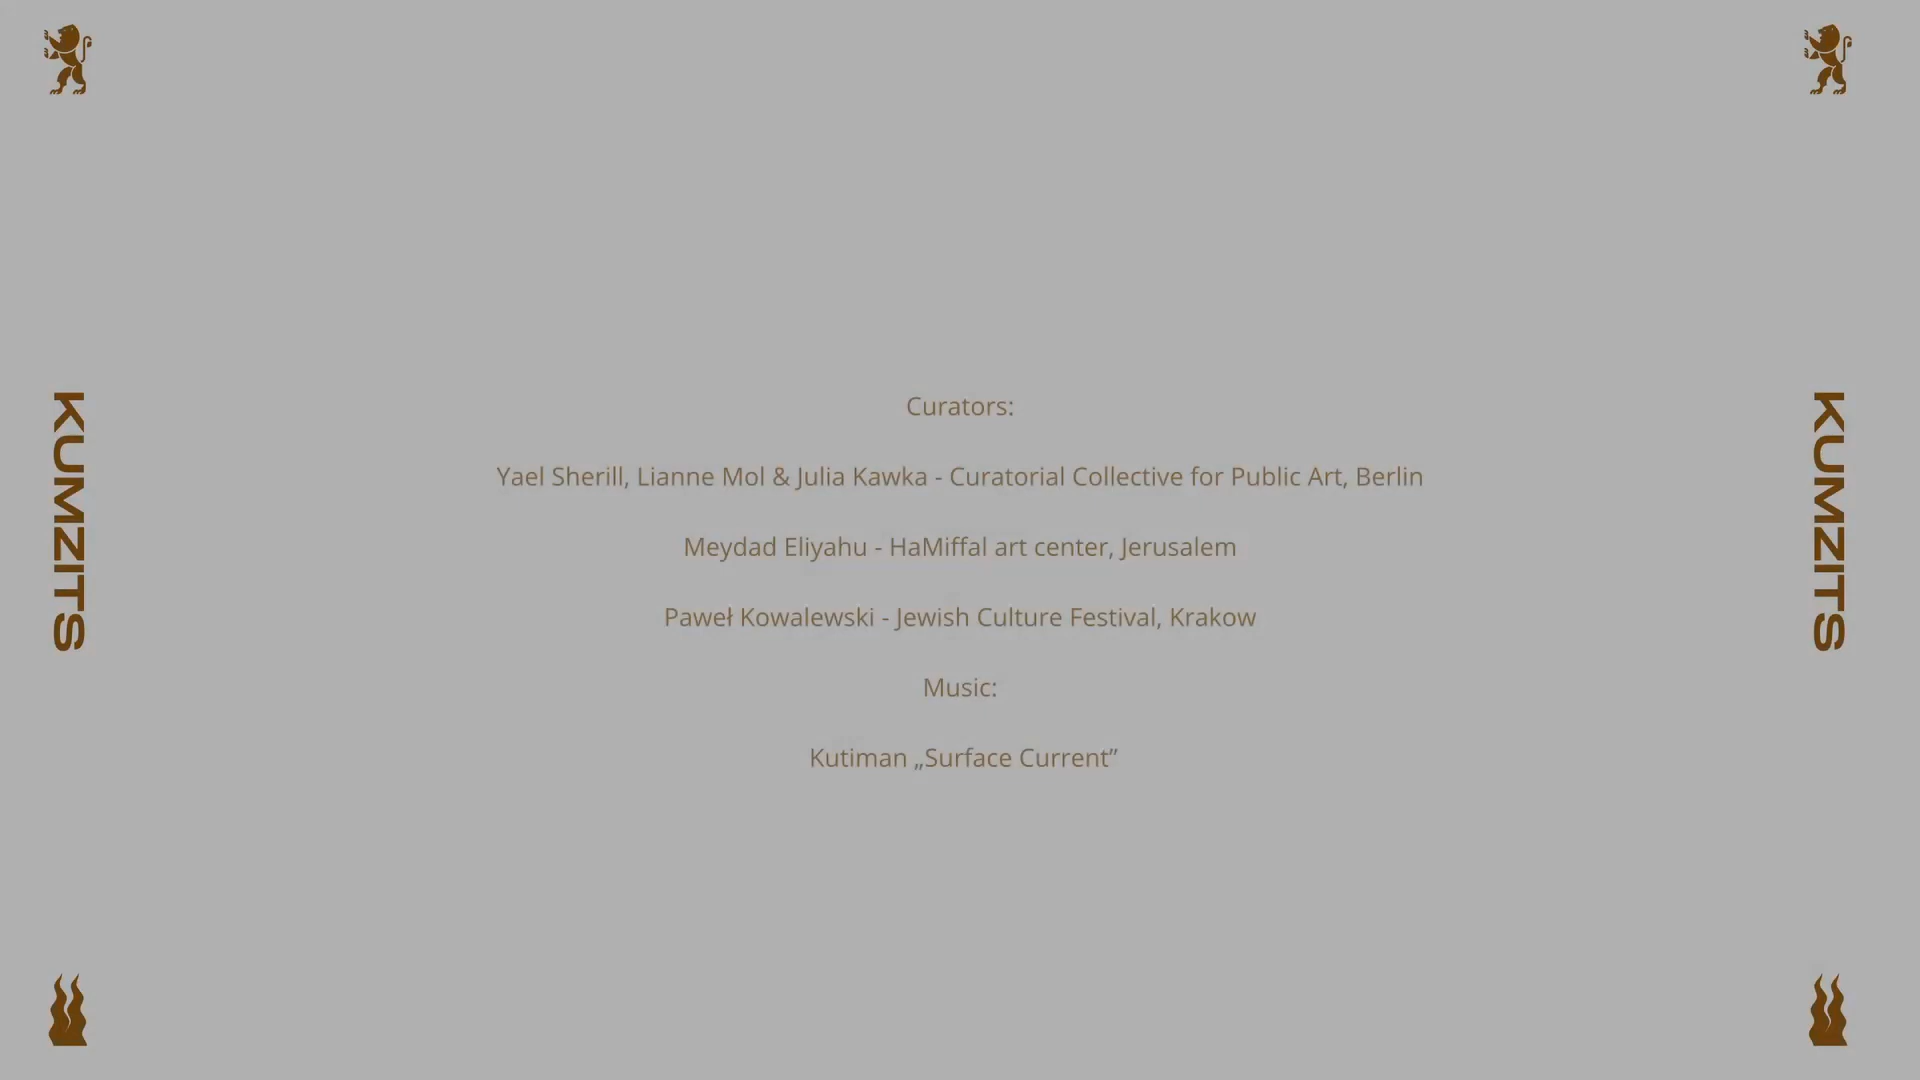 KUMZITS
Curators:
Yael Sherill, Lianne Mol & Julia Kawka - Curatorial Collective for Public Art, Berlin
Meydad Eliyahu - HaMiffal art center, Jerusalem
Paweł Kowalewski - Jewish Culture Festival, Krakow
Music:
Kutiman „Surface Current”
KUMZITS